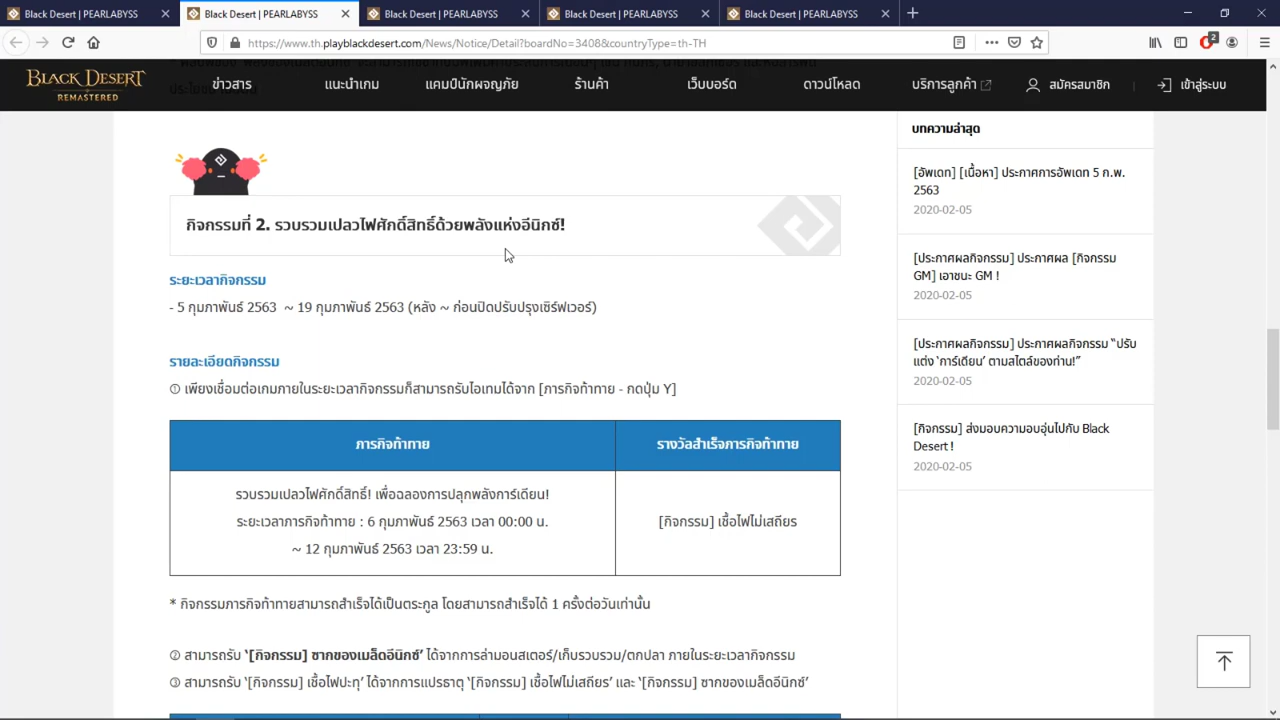 Black Desert | PEARLABYSS
Black Desert | PEARLABYSS
Black Desert | PEARLABYSS
Black Desert | PEARLABYSS
Black Desert | PEARLABYSS
https://www.th.playblackdesert.com/News/Notice/Detail?boardNo=3408&countryType=th-TH
2
BLACK DESERT
REMASTERED
ข่าวสาร
แนะนำเกม
แคมป์นักผจญภัย
ร้านค้า
เว็บบอร์ด
ดาวน์โหลด
บริการลูกค้า
สมัครสมาชิก
เข้าสู่ระบบ
กิจกรรมที่ 2. รวบรวมเปลวไฟศักดิ์สิทธิ์ด้วยพลังแห่งอีนิกซ์!
ระยะเวลากิจกรรม
- 5 กุมภาพันธ์ 2563 ~ 19 กุมภาพันธ์ 2563 (หลัง ~ ก่อนปิดปรับปรุงเซิร์ฟเวอร์)
รายละเอียดกิจกรรม
① เพียงเชื่อมต่อเกมภายในระยะเวลากิจกรรมก็สามารถรับไอเทมได้จาก [ภารกิจท้าทาย - กดปุ่ม Y]
ภารกิจท้าทาย
รางวัลสำเร็จภารกิจท้าทาย
รวบรวมเปลวไฟศักดิ์สิทธิ์! เพื่อฉลองการปลุกพลังการ์เดียน!
ระยะเวลาภารกิจท้าทาย : 6 กุมภาพันธ์ 2563 เวลา 00:00 น.
~ 12 กุมภาพันธ์ 2563 เวลา 23:59 น.
[กิจกรรม] เชื้อไฟไม่เสถียร
* กิจกรรมภารกิจท้าทายสามารถสำเร็จได้เป็นตระกูล โดยสามารถสำเร็จได้ 1 ครั้งต่อวันเท่านั้น
② สามารถรับ '[กิจกรรม] ซากของเมล็ดอีนิกซ์' ได้จากการล่ามอนสเตอร์/เก็บรวบรวม/ตกปลา ภายในระยะเวลากิจกรรม
③ สามารถรับ '[กิจกรรม] เชื้อไฟปะทุ' ได้จากการแปรธาตุ '[กิจกรรม] เชื้อไฟไม่เสถียร' และ '[กิจกรรม] ซากของเมล็ดอีนิกซ์'
บทความล่าสุด
[อัพเดท] [เนื้อหา] ประกาศการอัพเดท 5 ก.พ.
2563
2020-02-05
[ประกาศผลกิจกรรม] ประกาศผล [กิจกรรม
GM] เอาชนะ GM !
2020-02-05
[ประกาศผลกิจกรรม] ประกาศผลกิจกรรม “ปรับ
แต่ง ‘การ์เดียน’ ตามสไตล์ของท่าน!”
2020-02-05
[กิจกรรม] ส่งมอบความอบอุ่นไปกับ Black
Desert !
2020-02-05